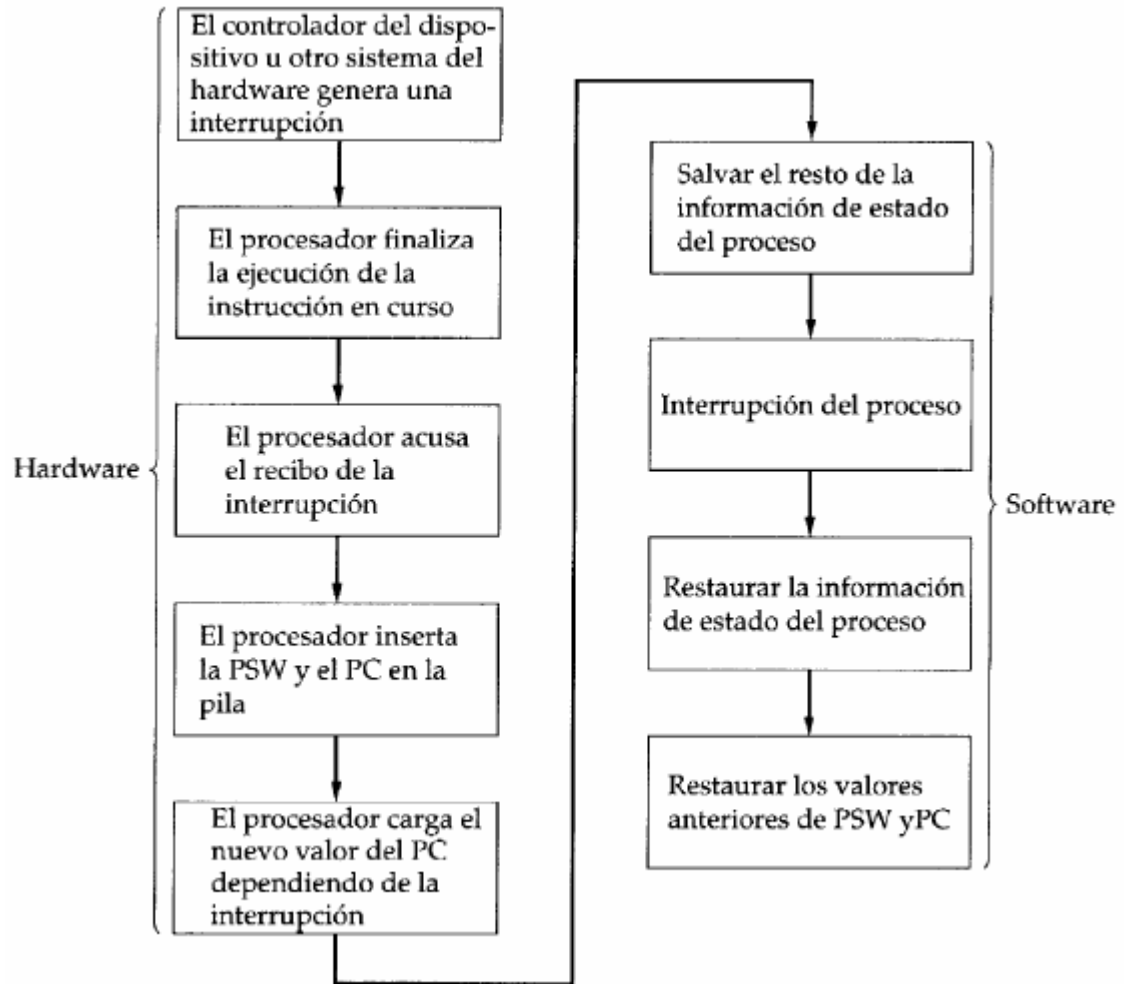 El controlador del dispo-
sitivo u otro sistema del
hardware genera una
interrupción
El procesador finaliza
la ejecución de la
instrucción en curso
El procesador acusa
el recibo de la
interrupción
El procesador inserta
la PSW y el PC en la
pila
El procesador carga el
nuevo valor del PC
dependiendo de la
interrupción
Hardware
Salvar el resto de la
información de estado
del proceso
Interrupción del proceso
Restaurar la información
de estado del proceso
Restaurar los valores
anteriores de PSW yPC
Software